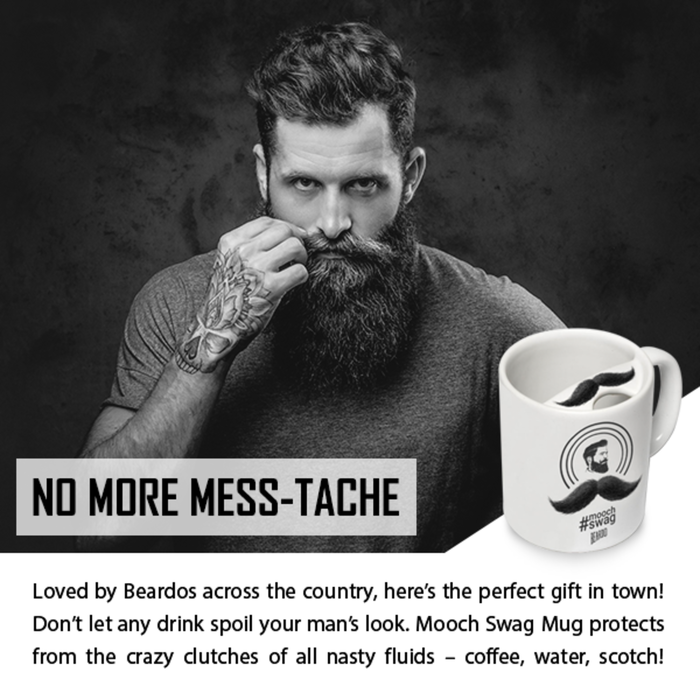 NO MORE MESS-TACHE
#mooch
swag
BEARDO
Loved by Beardos across the country, here's the perfect gift in town!
Don't let any drink spoil your man's look. Mooch Swag Mug protects
from the crazy clutches of all nasty fluids – coffee, water, scotch!